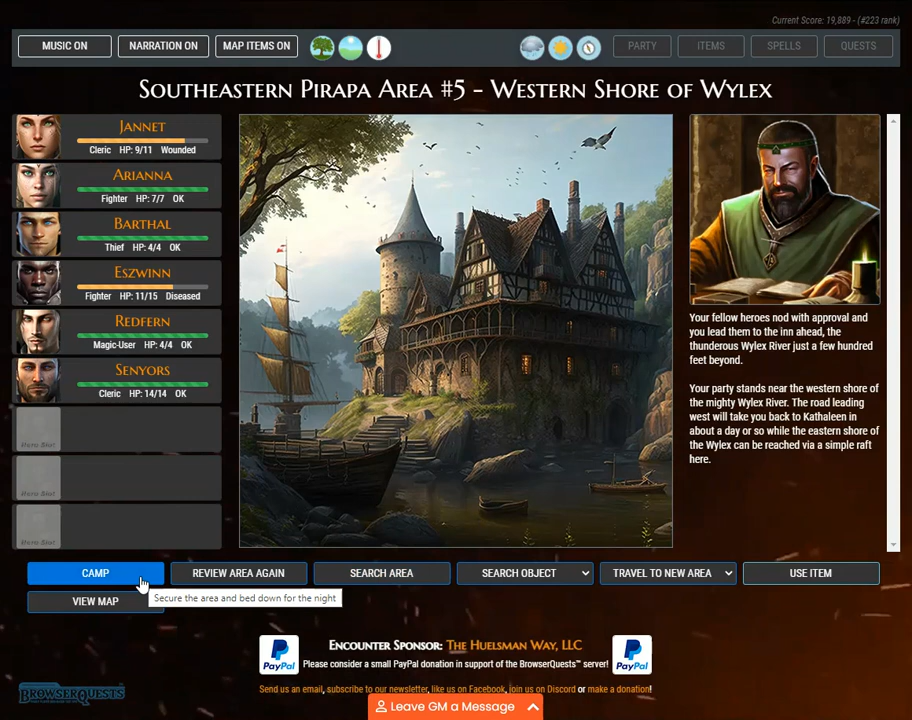 Current Score: 19,889 - (#223 rank)
MUSIC ON
NARRATION ON
MAP ITEMS ON
PARTY
ITEMS
SPELLS
QUESTS
Southeastern Pirapa Area #5 - Western Shore of Wylex
Jannet
Cleric HP: 9/11 Wounded
Arianna
Fighter HP: 7/7 OK
Barthal
Thief HP: 4/4 OK
Eszwinn
Fighter HP: 11/15 Diseased
Redfern
Magic-User HP: 4/4 OK
Senyors
Cleric HP: 14/14 OK
Hero Slot
Hero Slot
Hero Slot
Your fellow heroes nod with approval and
you lead them to the inn ahead, the
thunderous Wylex River just a few hundred
feet beyond.
Your party stands near the western shore of
the mighty Wylex River. The road leading
west will take you back to Kathaleen in
about a day or so while the eastern shore of
the Wylex can be reached via a simple raft
here.
CAMP
REVIEW AREA AGAIN
SEARCH AREA
SEARCH OBJECT
TRAVEL TO NEW AREA
USE ITEM
VIEW MAP
Secure the area and bed down for the night
PayPal
Encounter Sponsor: The Huelsman Way, LLC
Please consider a small PayPal donation in support of the BrowserQuests™ server!
PayPal
BrowserQuests
Send us an email, subscribe to our newsletter, like us on Facebook, join us on Discord or make a donation!
Leave GM a Message